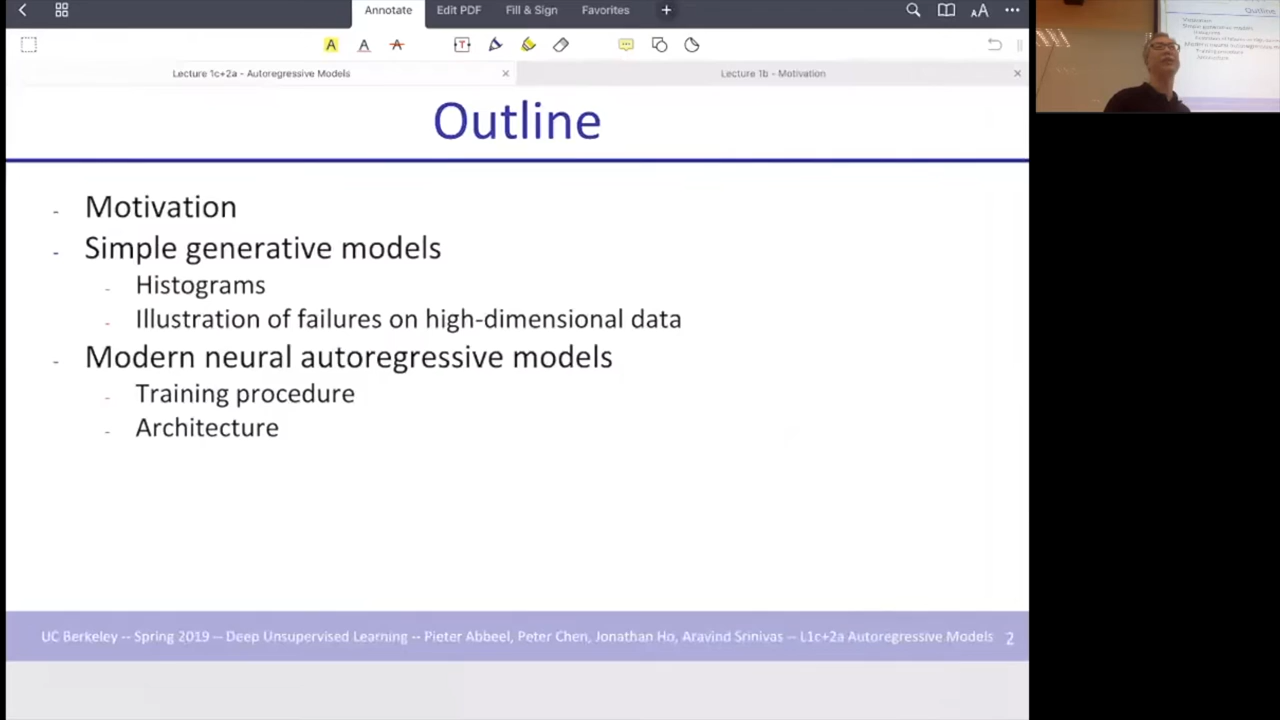 Annotate
Edit PDF
Fill & Sign
Favorites
Lecture 1c+2a - Autoregressive Models
Lecture 1b - Motivation
Outline
- Motivation
- Simple generative models
- Histograms
- Illustration of failures on high-dimensional data
- Modern neural autoregressive models
- Training procedure
- Architecture
UC Berkeley -- Spring 2019 -- Deep Unsupervised Learning -- Pieter Abbeel, Peter Chen, Jonathan Ho, Aravind Srinivas -- L1c+2a Autoregressive Models 2